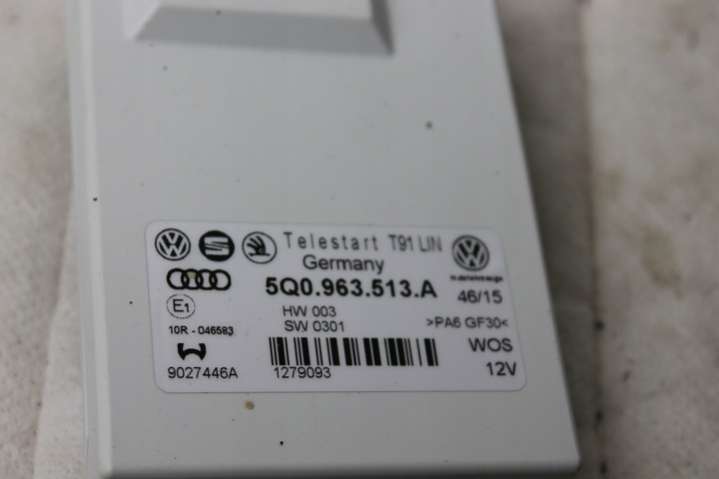 Telestart T91 LIN
Germany
5Q0.963.513.A
46/15
E1
HW 003
SW 0301
>PA6 GF30<
10R - 046583
WOS
9027446A
1279093
12V